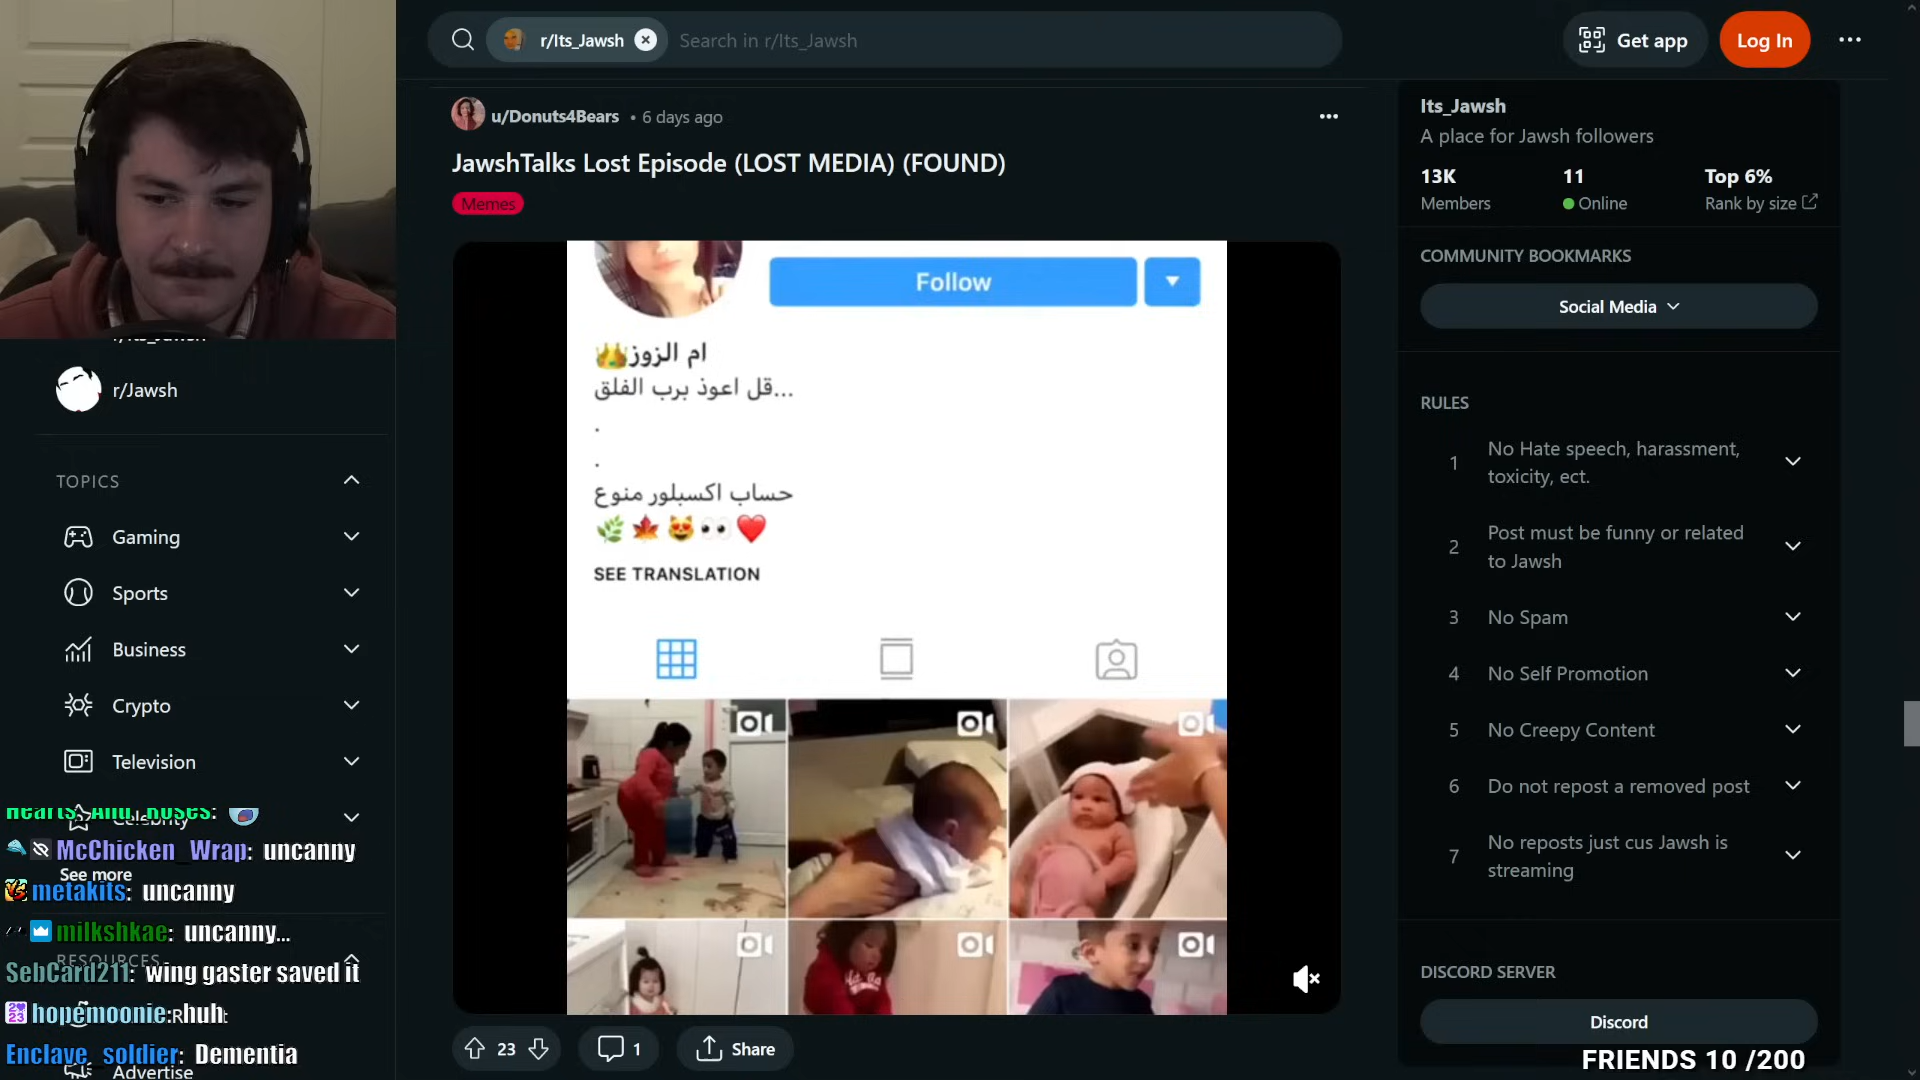 r/Its_Jawsh
Search in r/Its_Jawsh
Get app
Log In
r/Jawsh
TOPICS
Gaming
Sports
Business
Crypto
Television
Celebrity
See more
RESOURCES
Advertise
Hearts_And_Roses:
McChicken_Wrap: uncanny
metakits: uncanny
milkshkae: uncanny...
SebCard211: wing gaster saved it
hopemoonie: huh
Enclave_soldier: Dementia
u/Donuts4Bears • 6 days ago
JawshTalks Lost Episode (LOST MEDIA) (FOUND)
Memes
Follow
ام الزوز👑
قل اعوذ برب الفلق...
.
.
حساب اكسبلور منوع
🌿🍁😻👀❤️
SEE TRANSLATION
23
1
Share
Its_Jawsh
A place for Jawsh followers
13K
Members
11
Online
Top 6%
Rank by size
COMMUNITY BOOKMARKS
Social Media
RULES
1 No Hate speech, harassment,
toxicity, ect.
2 Post must be funny or related
to Jawsh
3 No Spam
4 No Self Promotion
5 No Creepy Content
6 Do not repost a removed post
7 No reposts just cus Jawsh is
streaming
DISCORD SERVER
Discord
FRIENDS 10 /200